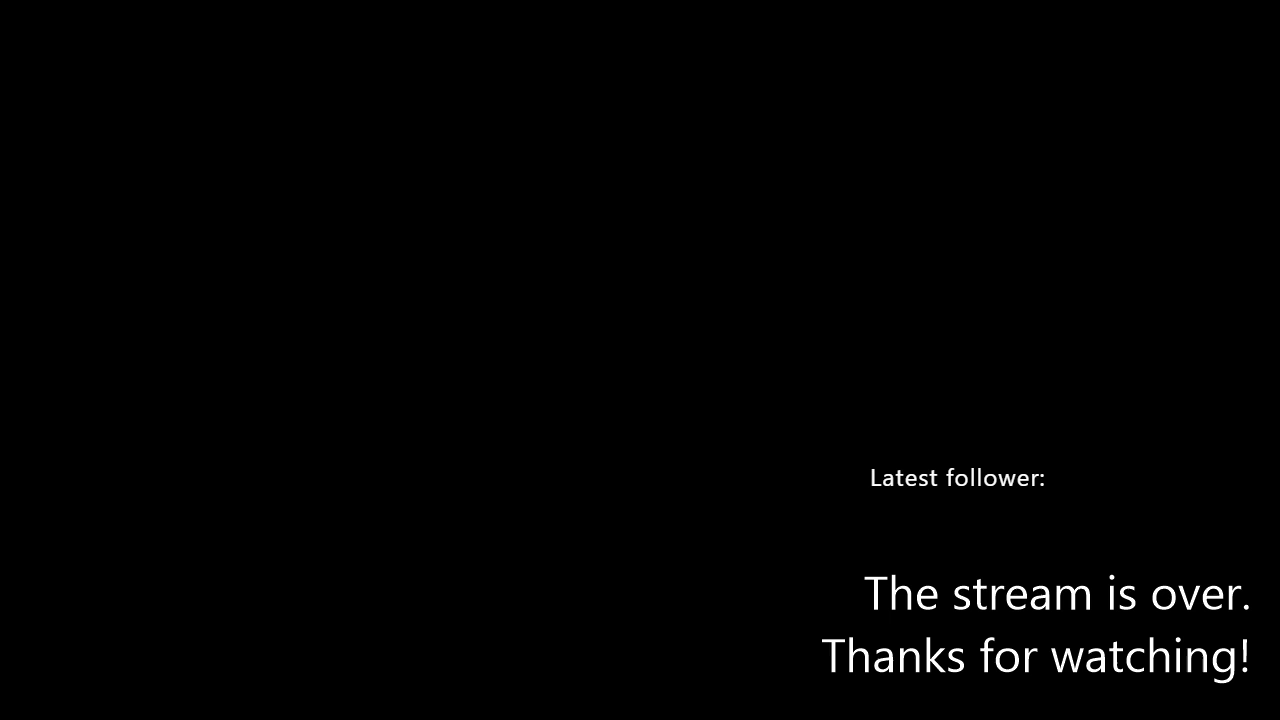 Latest follower:
The stream is over.
Thanks for watching!